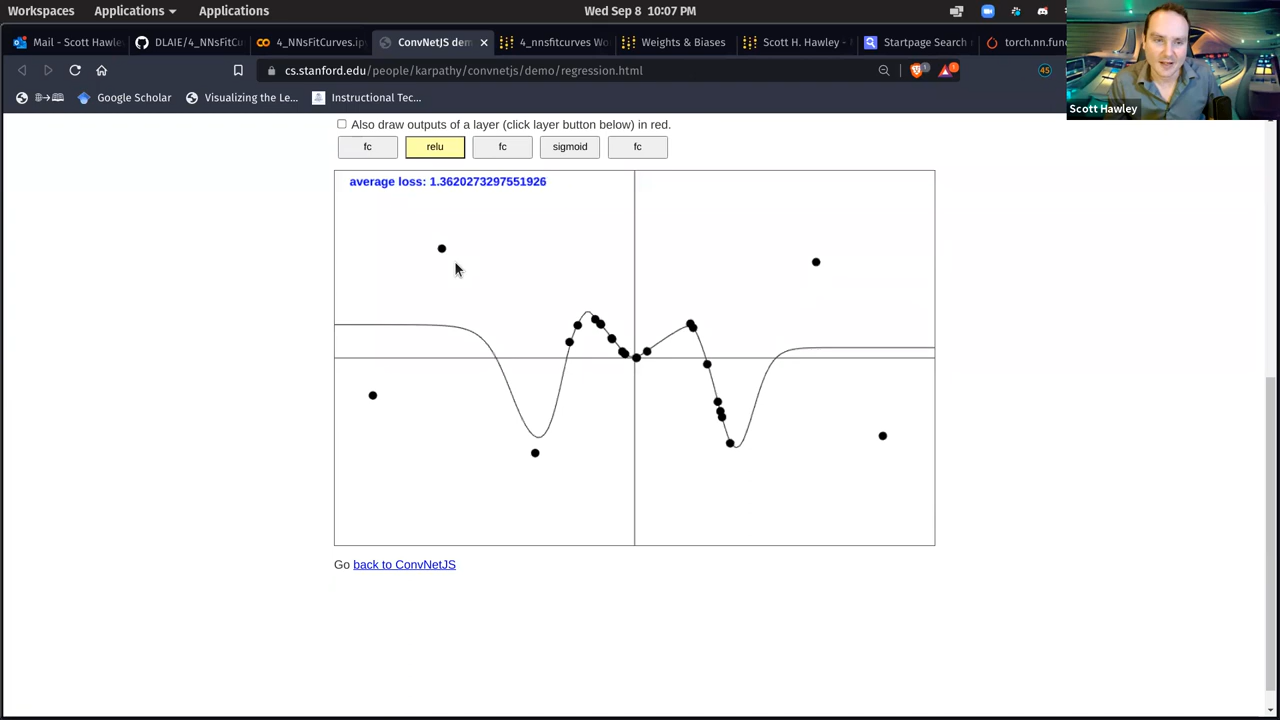 Workspaces Applications Applications Wed Sep 8 10:07 PM
Mail - Scott Hawle DLAIE/4_NNsFitCu 4_NNsFitCurves.ip ConvNetJS dem 4_nnsfitcurves Wo Weights & Biases Scott H. Hawley - Startpage Search torch.nn.func
cs.stanford.edu/people/karpathy/convnetjs/demo/regression.html 1 1 45
Google Scholar Visualizing the Le... Instructional Tec...
Scott Hawley
Also draw outputs of a layer (click layer button below) in red.
fc relu fc sigmoid fc
average loss: 1.3620273297551926
Go back to ConvNetJS